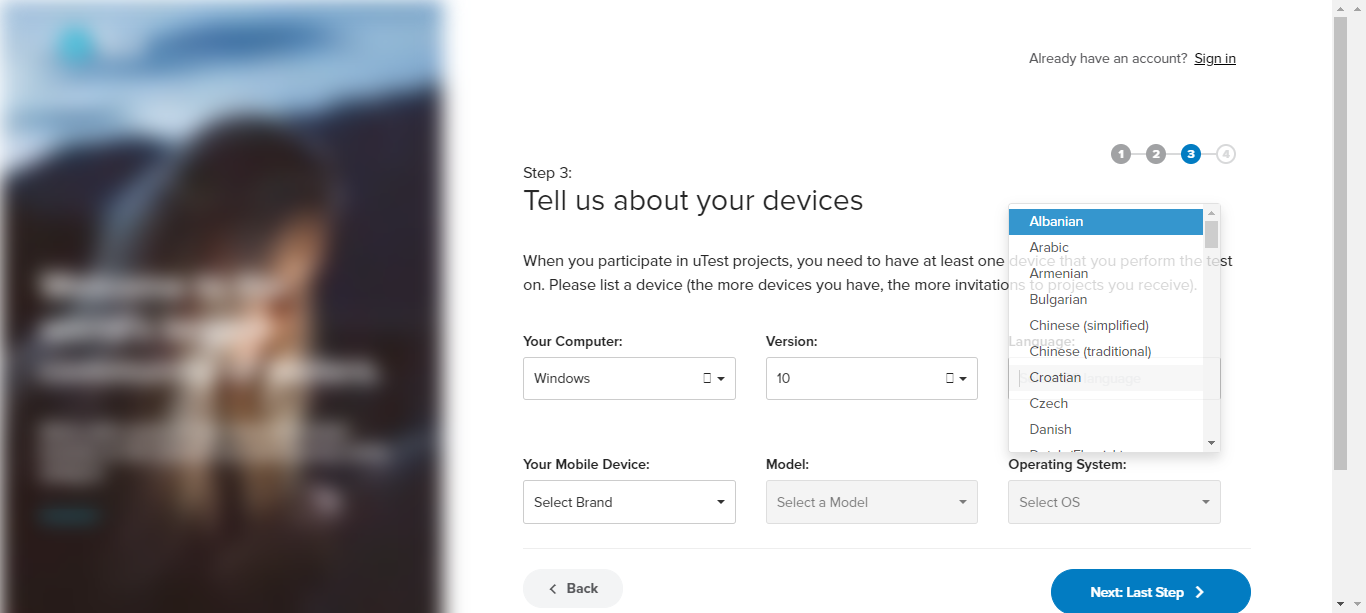 Already have an account? Sign in
1 2 3 4
Step 3:
Tell us about your devices
When you participate in uTest projects, you need to have at least one device that you perform the test
on. Please list a device (the more devices you have, the more invitations to projects you receive).
Your Computer:
Version:
Language:
Windows
10
Albanian
Arabic
Armenian
Bulgarian
Chinese (simplified)
Chinese (traditional)
Croatian
Czech
Danish
Your Mobile Device:
Model:
Operating System:
Select Brand
Select a Model
Select OS
Back
Next: Last Step